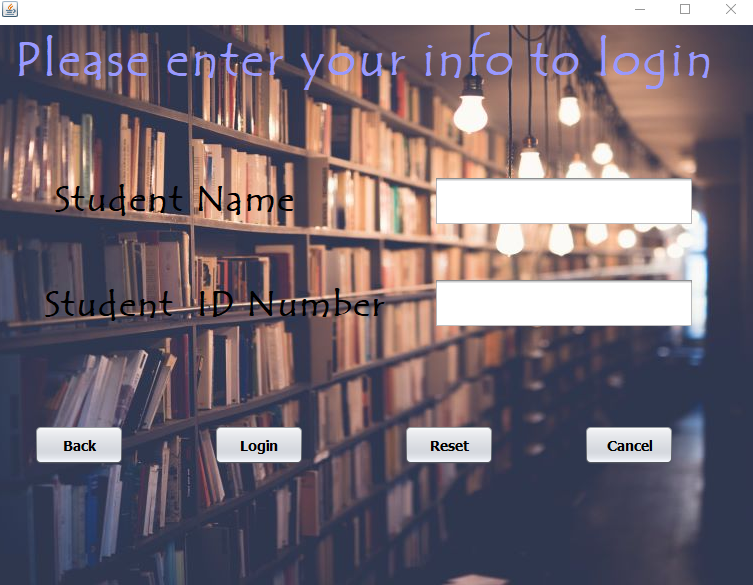 Please enter your info to login
Student Name
Student ID Number
Back Login Reset Cancel